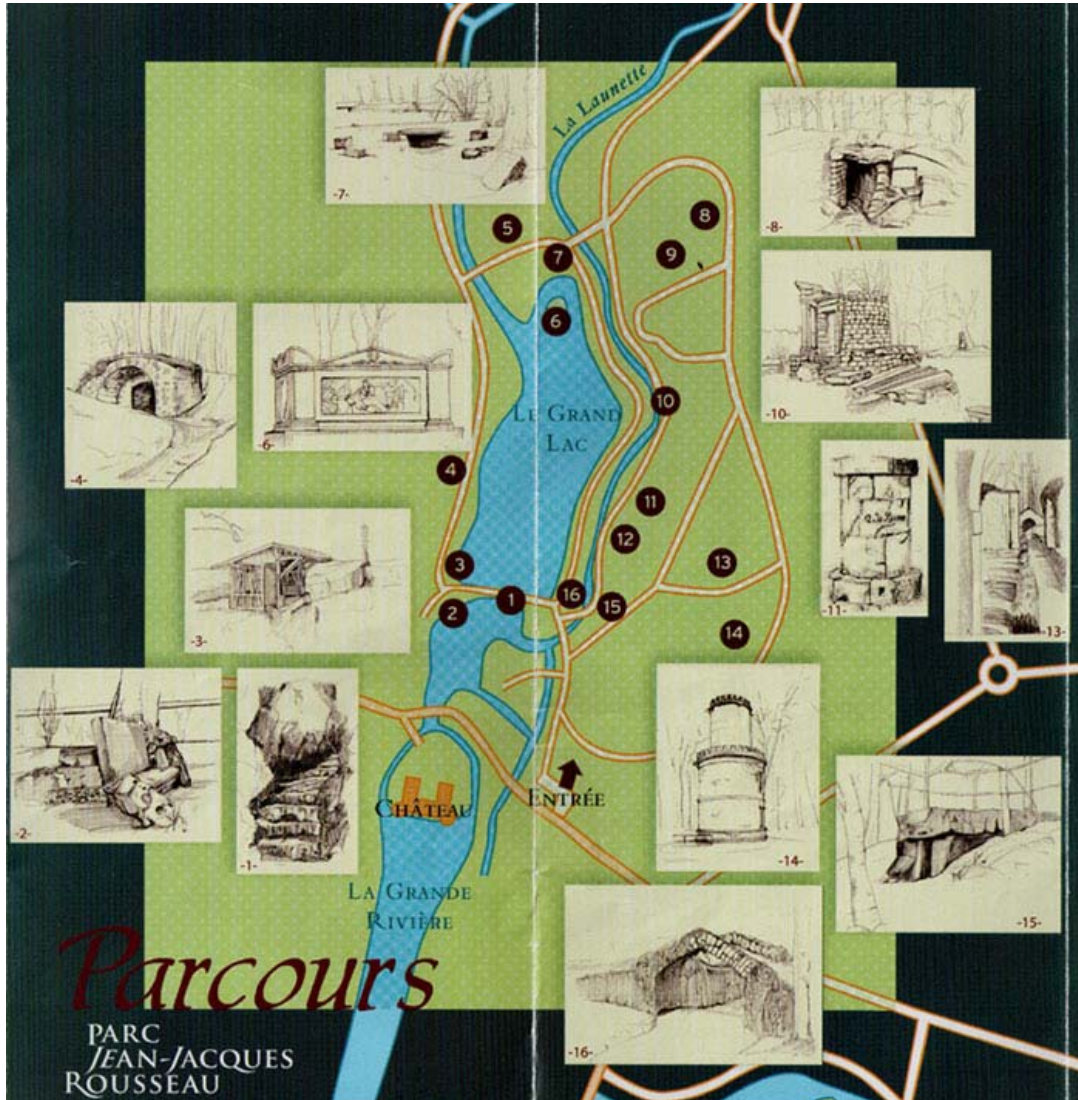 La Launette
-7-
-8-
5
8
7
9
6
-4-
-6-
-10-
LE GRAND
LAC
10
4
11
12
-11-
-13-
3
13
1
16
2
15
-3-
14
-2-
-1-
CHÂTEAU
ENTRÉE
-14-
-15-
LA GRANDE
RIVIÈRE
-16-
Parcours
PARC
JEAN-JACQUES
ROUSSEAU